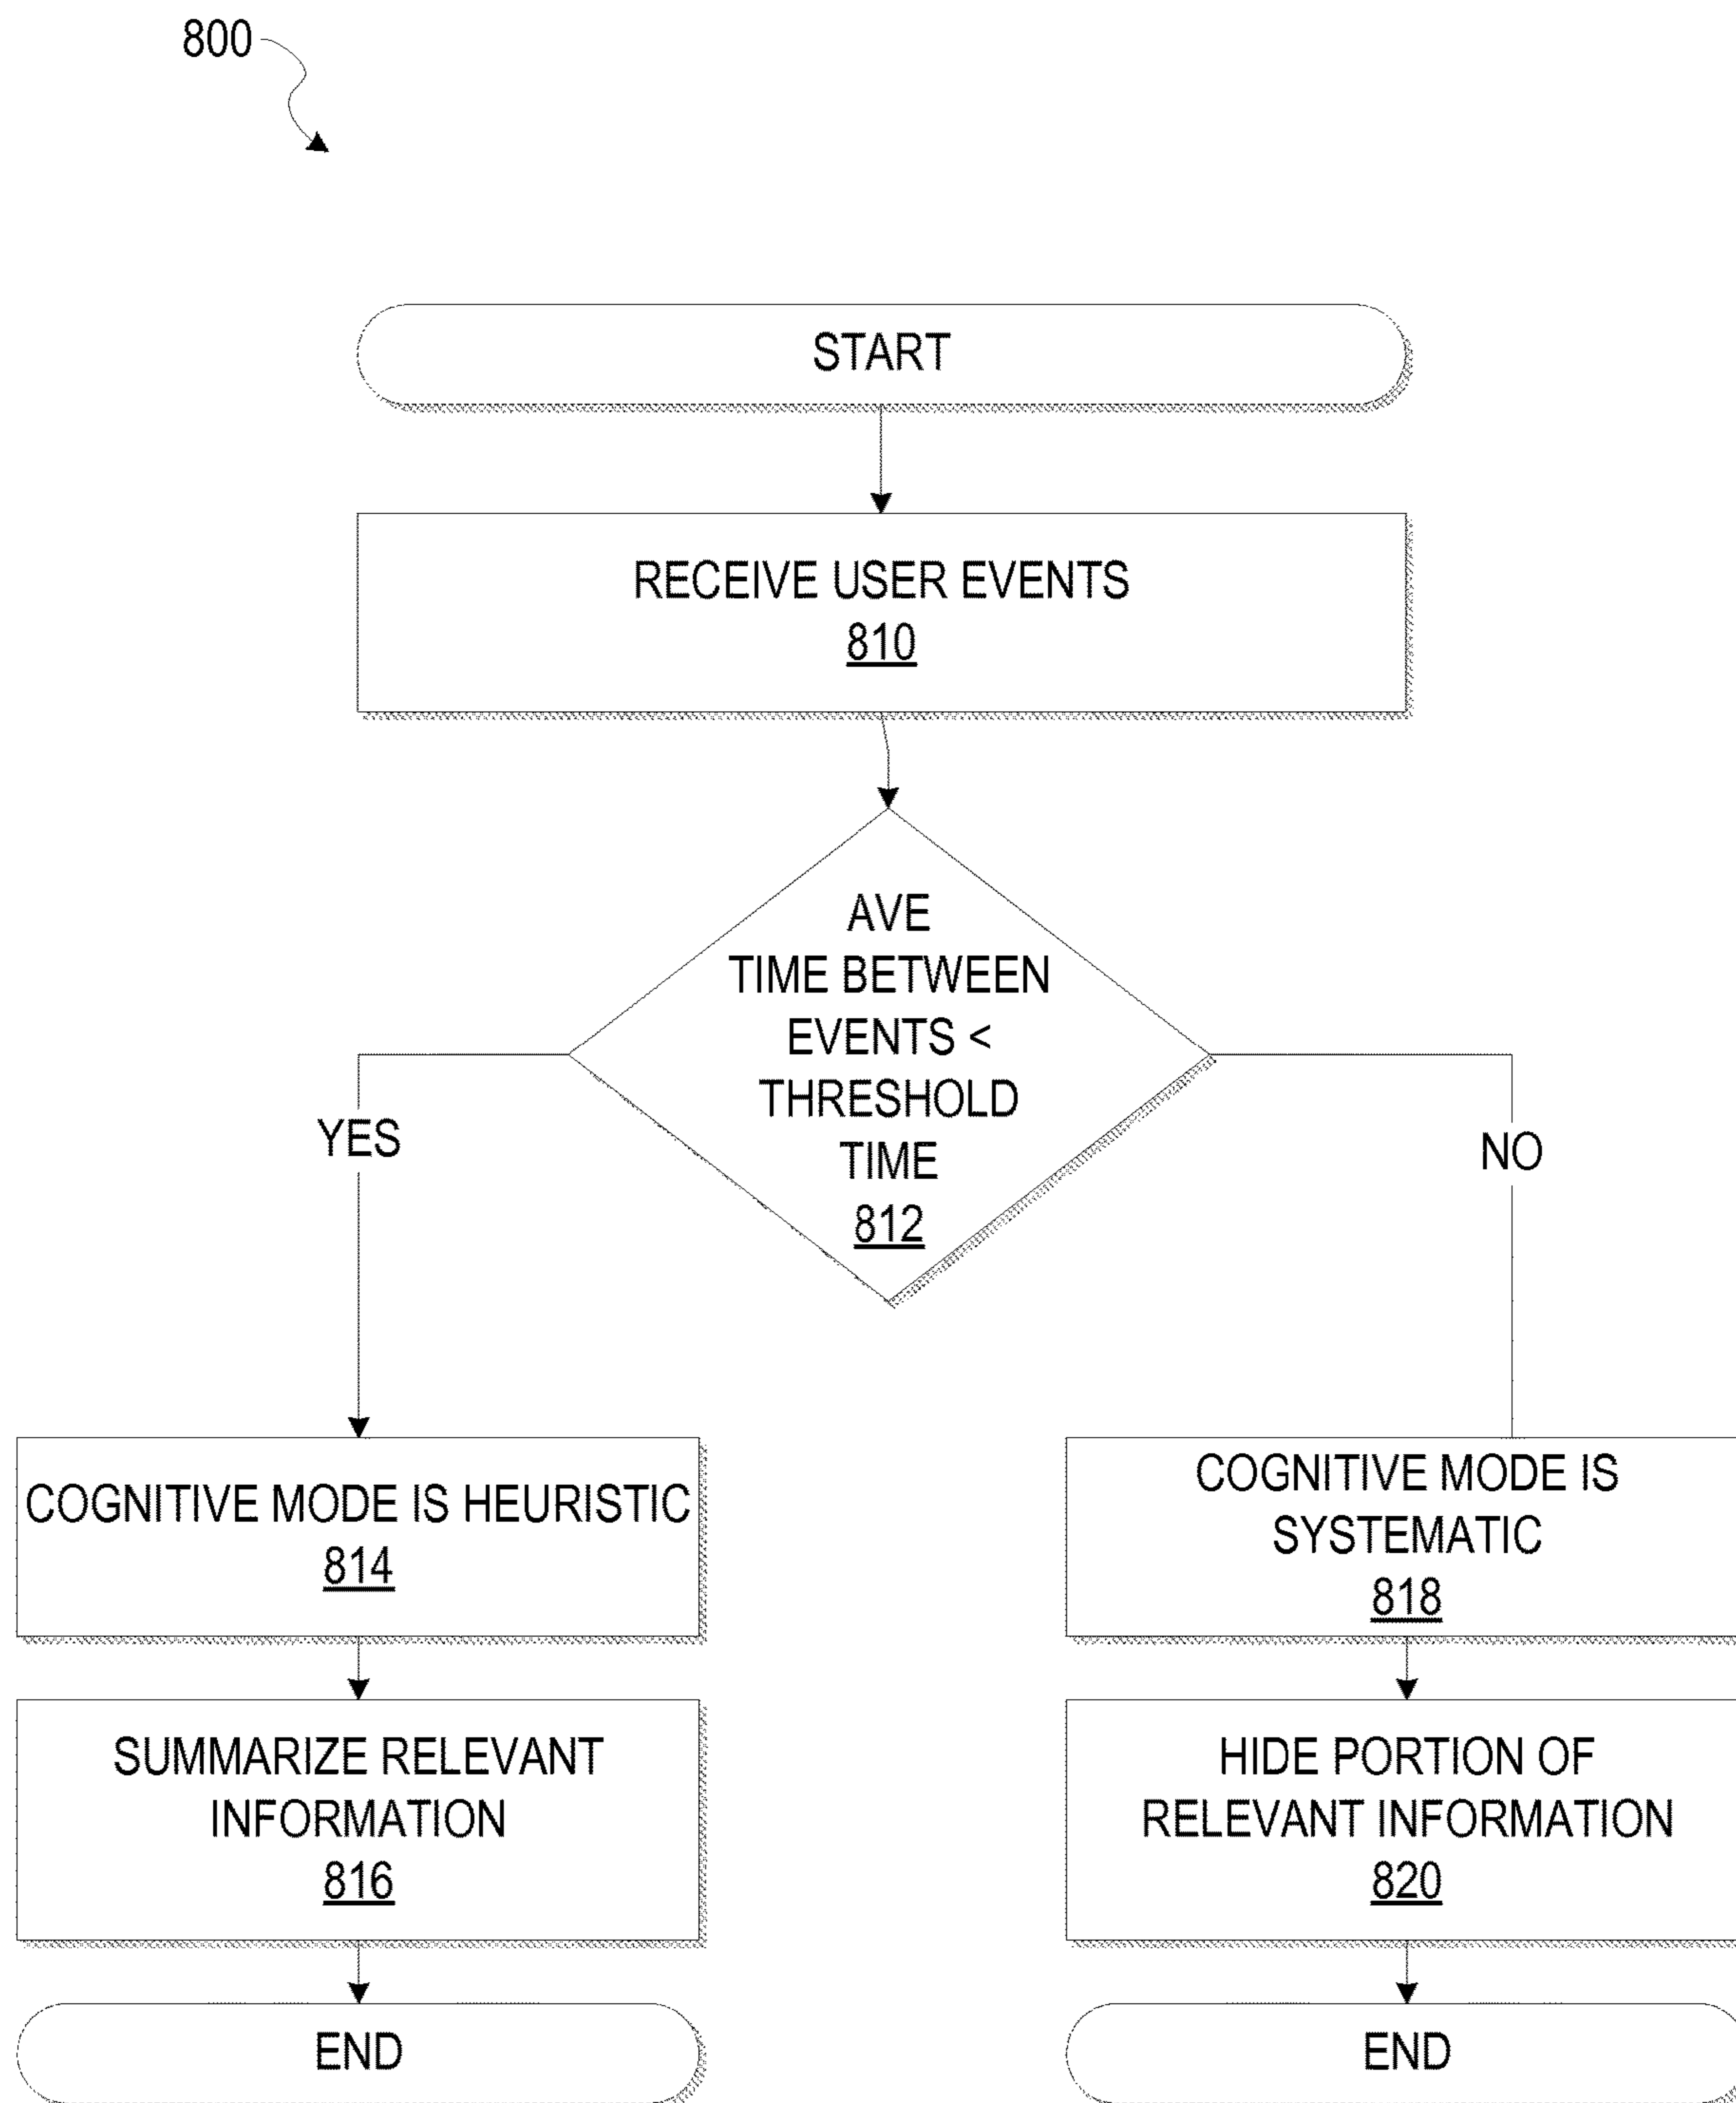 800
START
RECEIVE USER EVENTS
810
AVE
TIME BETWEEN
EVENTS <
THRESHOLD
TIME
812
YES
NO
COGNITIVE MODE IS HEURISTIC
814
COGNITIVE MODE IS
SYSTEMATIC
818
SUMMARIZE RELEVANT
INFORMATION
816
HIDE PORTION OF
RELEVANT INFORMATION
820
END
END